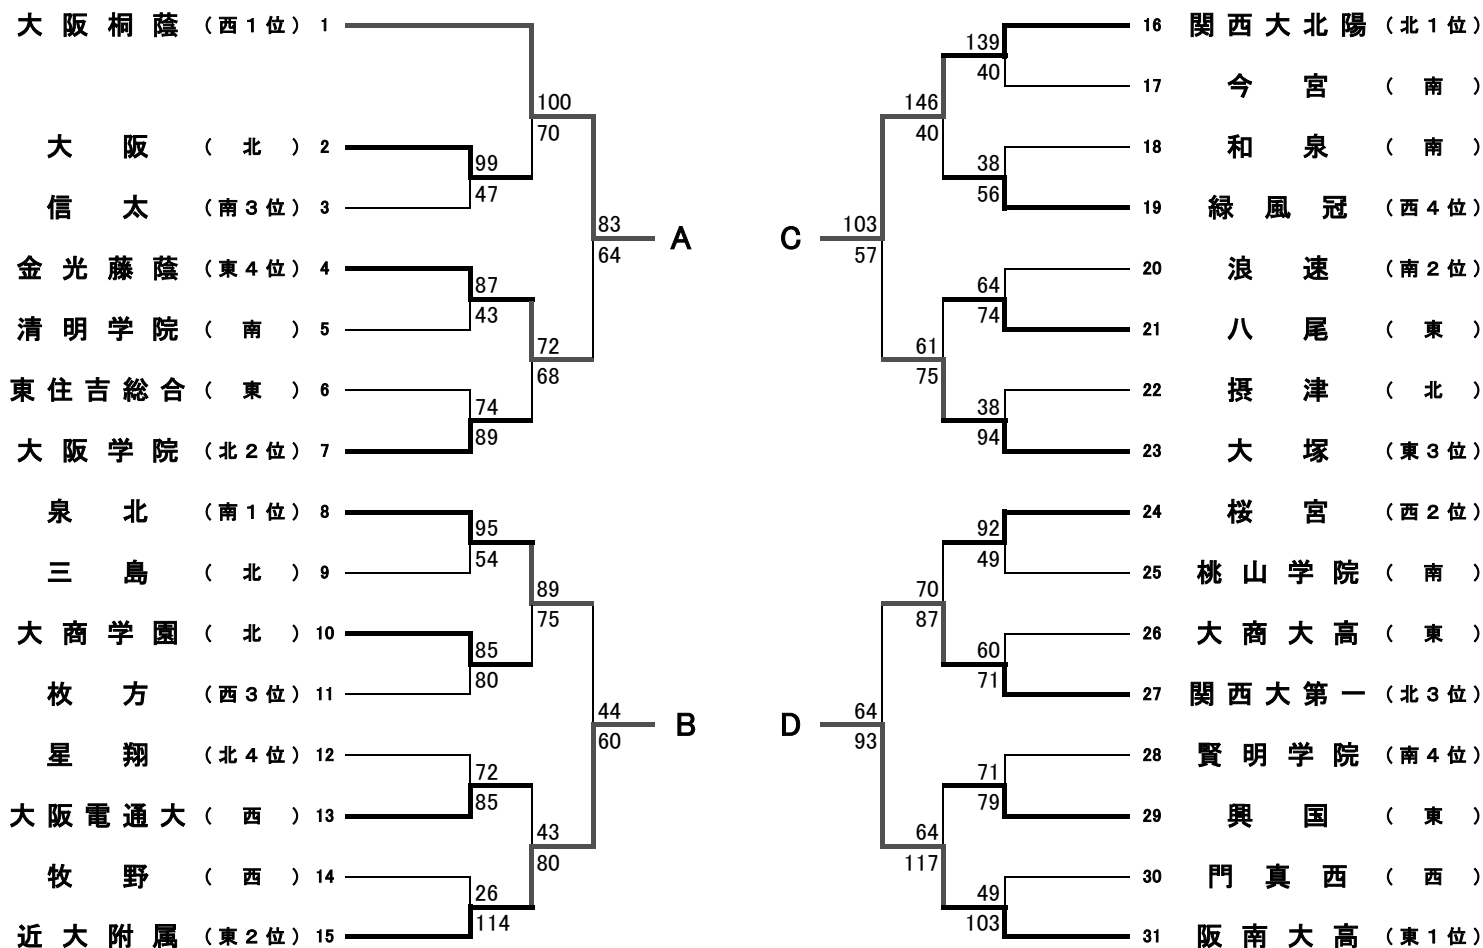 大阪桐蔭 (西1位) 1
大阪 (北) 2
信太 (南3位) 3
金光藤蔭 (東4位) 4
清明学院 (南) 5
東住吉総合 (東) 6
大阪学院 (北2位) 7
泉北 (南1位) 8
三島 (北) 9
大商学園 (北) 10
枚方 (西3位) 11
星翔 (北4位) 12
大阪電通大 (西) 13
牧野 (西) 14
近大附属 (東2位) 15
99
47
87
43
74
89
95
54
85
80
72
85
26
114
100
70
72
68
89
75
43
80
83
64
44
60
A
B
C
D
103
57
64
93
146
40
61
75
70
87
64
117
139
40
38
56
64
74
38
94
92
49
60
71
71
79
49
103
16 関西大北陽 (北1位)
17 今宮 (南)
18 和泉 (南)
19 緑風冠 (西4位)
20 浪速 (南2位)
21 八尾 (東)
22 摂津 (北)
23 大塚 (東3位)
24 桜宮 (西2位)
25 桃山学院 (南)
26 大商大高 (東)
27 関西大第一 (北3位)
28 賢明学院 (南4位)
29 興国 (東)
30 門真西 (西)
31 阪南大高 (東1位)